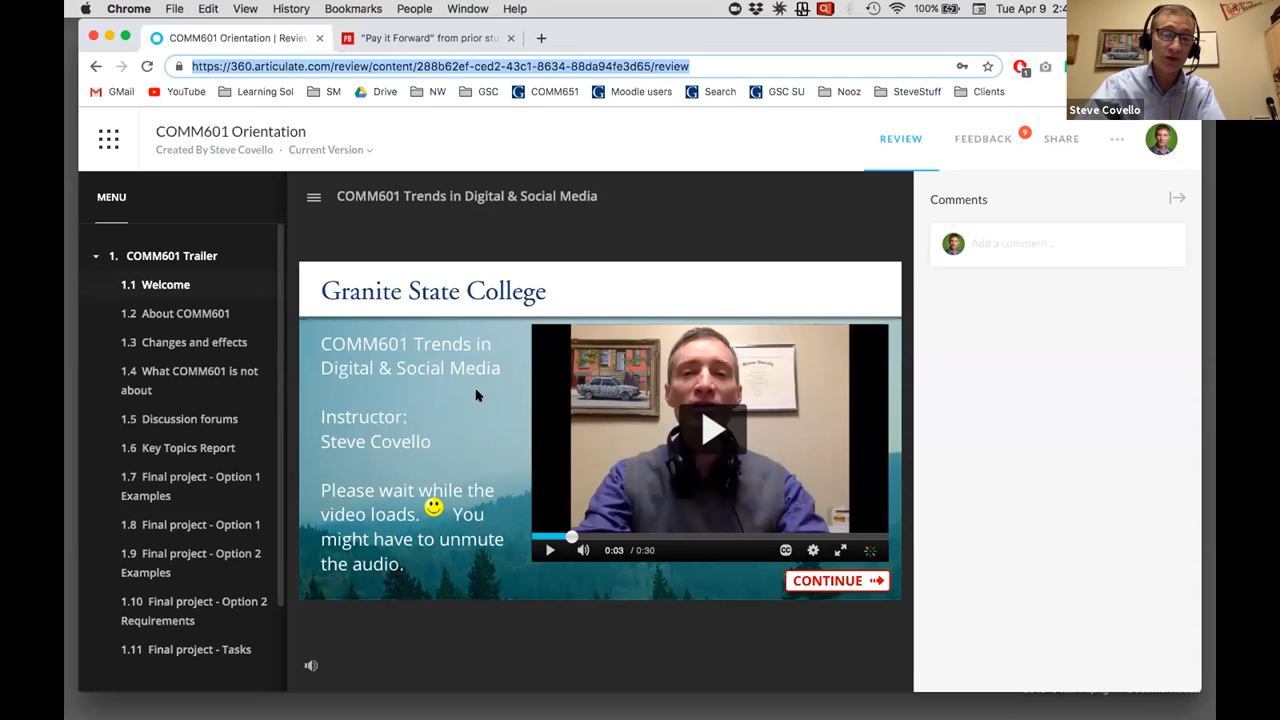 Chrome File Edit View History Bookmarks People Window Help 100% Tue Apr 9 2:4
COMM601 Orientation | Review
"Pay it Forward" from prior stu
https://360.articulate.com/review/content/22b262ef-ced2-43c1-8634-88da94fe3d65/review
GMail YouTube Learning Sol SM Drive NW GSC COMM651 Moodle users Search GSC SU Nooz SteveStuff Clients
Steve Covello
COMM601 Orientation
Created By Steve Covello · Current Version
REVIEW FEEDBACK 9 SHARE
MENU
1. COMM601 Trailer
1.1 Welcome
1.2 About COMM601
1.3 Changes and effects
1.4 What COMM601 is not
about
1.5 Discussion forums
1.6 Key Topics Report
1.7 Final project - Option 1
Examples
1.8 Final project - Option 1
1.9 Final project - Option 2
Examples
1.10 Final project - Option 2
Requirements
1.11 Final project - Tasks
COMM601 Trends in Digital & Social Media
Granite State College
COMM601 Trends in
Digital & Social Media
Instructor:
Steve Covello
Please wait while the
video loads. You
might have to unmute
the audio.
0:03 / 0:30
CC
CONTINUE
Comments
Add a comment...